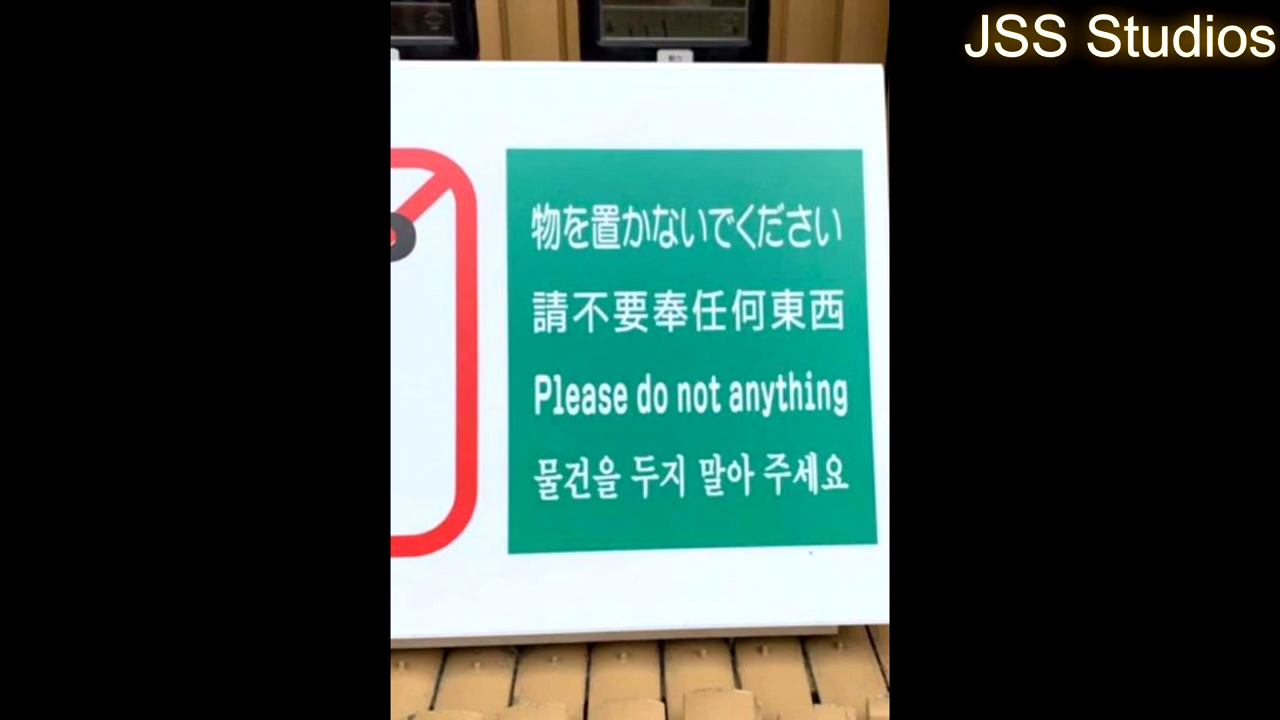 JSS Studios
物を置かないでください
請不要奉任何東西
Please do not anything
물건을 두지 말아 주세요